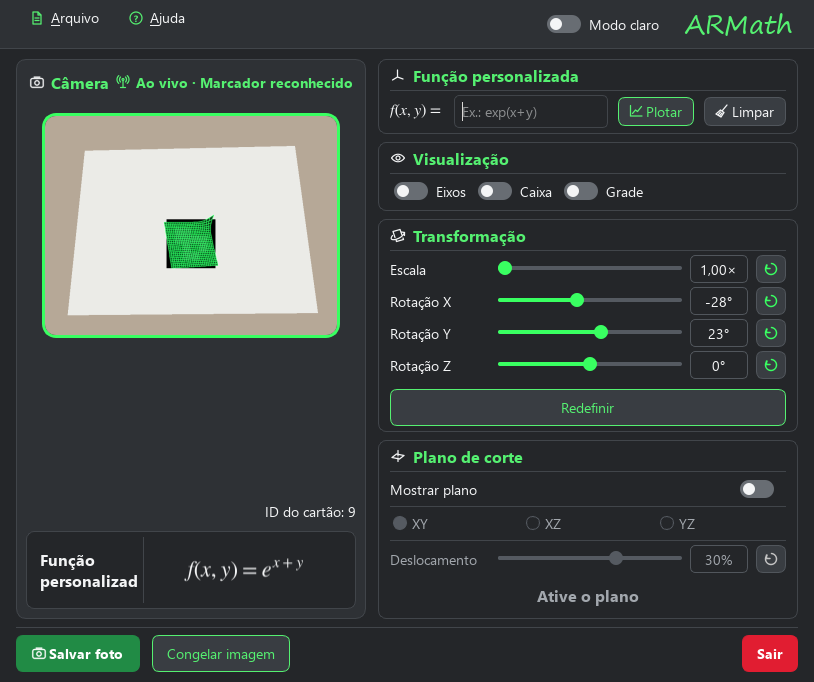 Arquivo Ajuda Modo claro ARMath
Câmera Ao vivo · Marcador reconhecido
ID do cartão: 9
Função
personalizad
f(x, y) = e^{x+y}
Função personalizada
f(x, y) = Ex.: exp(x+y) Plotar Limpar
Visualização
Eixos Caixa Grade
Transformação
Escala 1,00×
Rotação X -28°
Rotação Y 23°
Rotação Z 0°
Redefinir
Plano de corte
Mostrar plano
XY XZ YZ
Deslocamento 30%
Ative o plano
Salvar foto Congelar imagem Sair